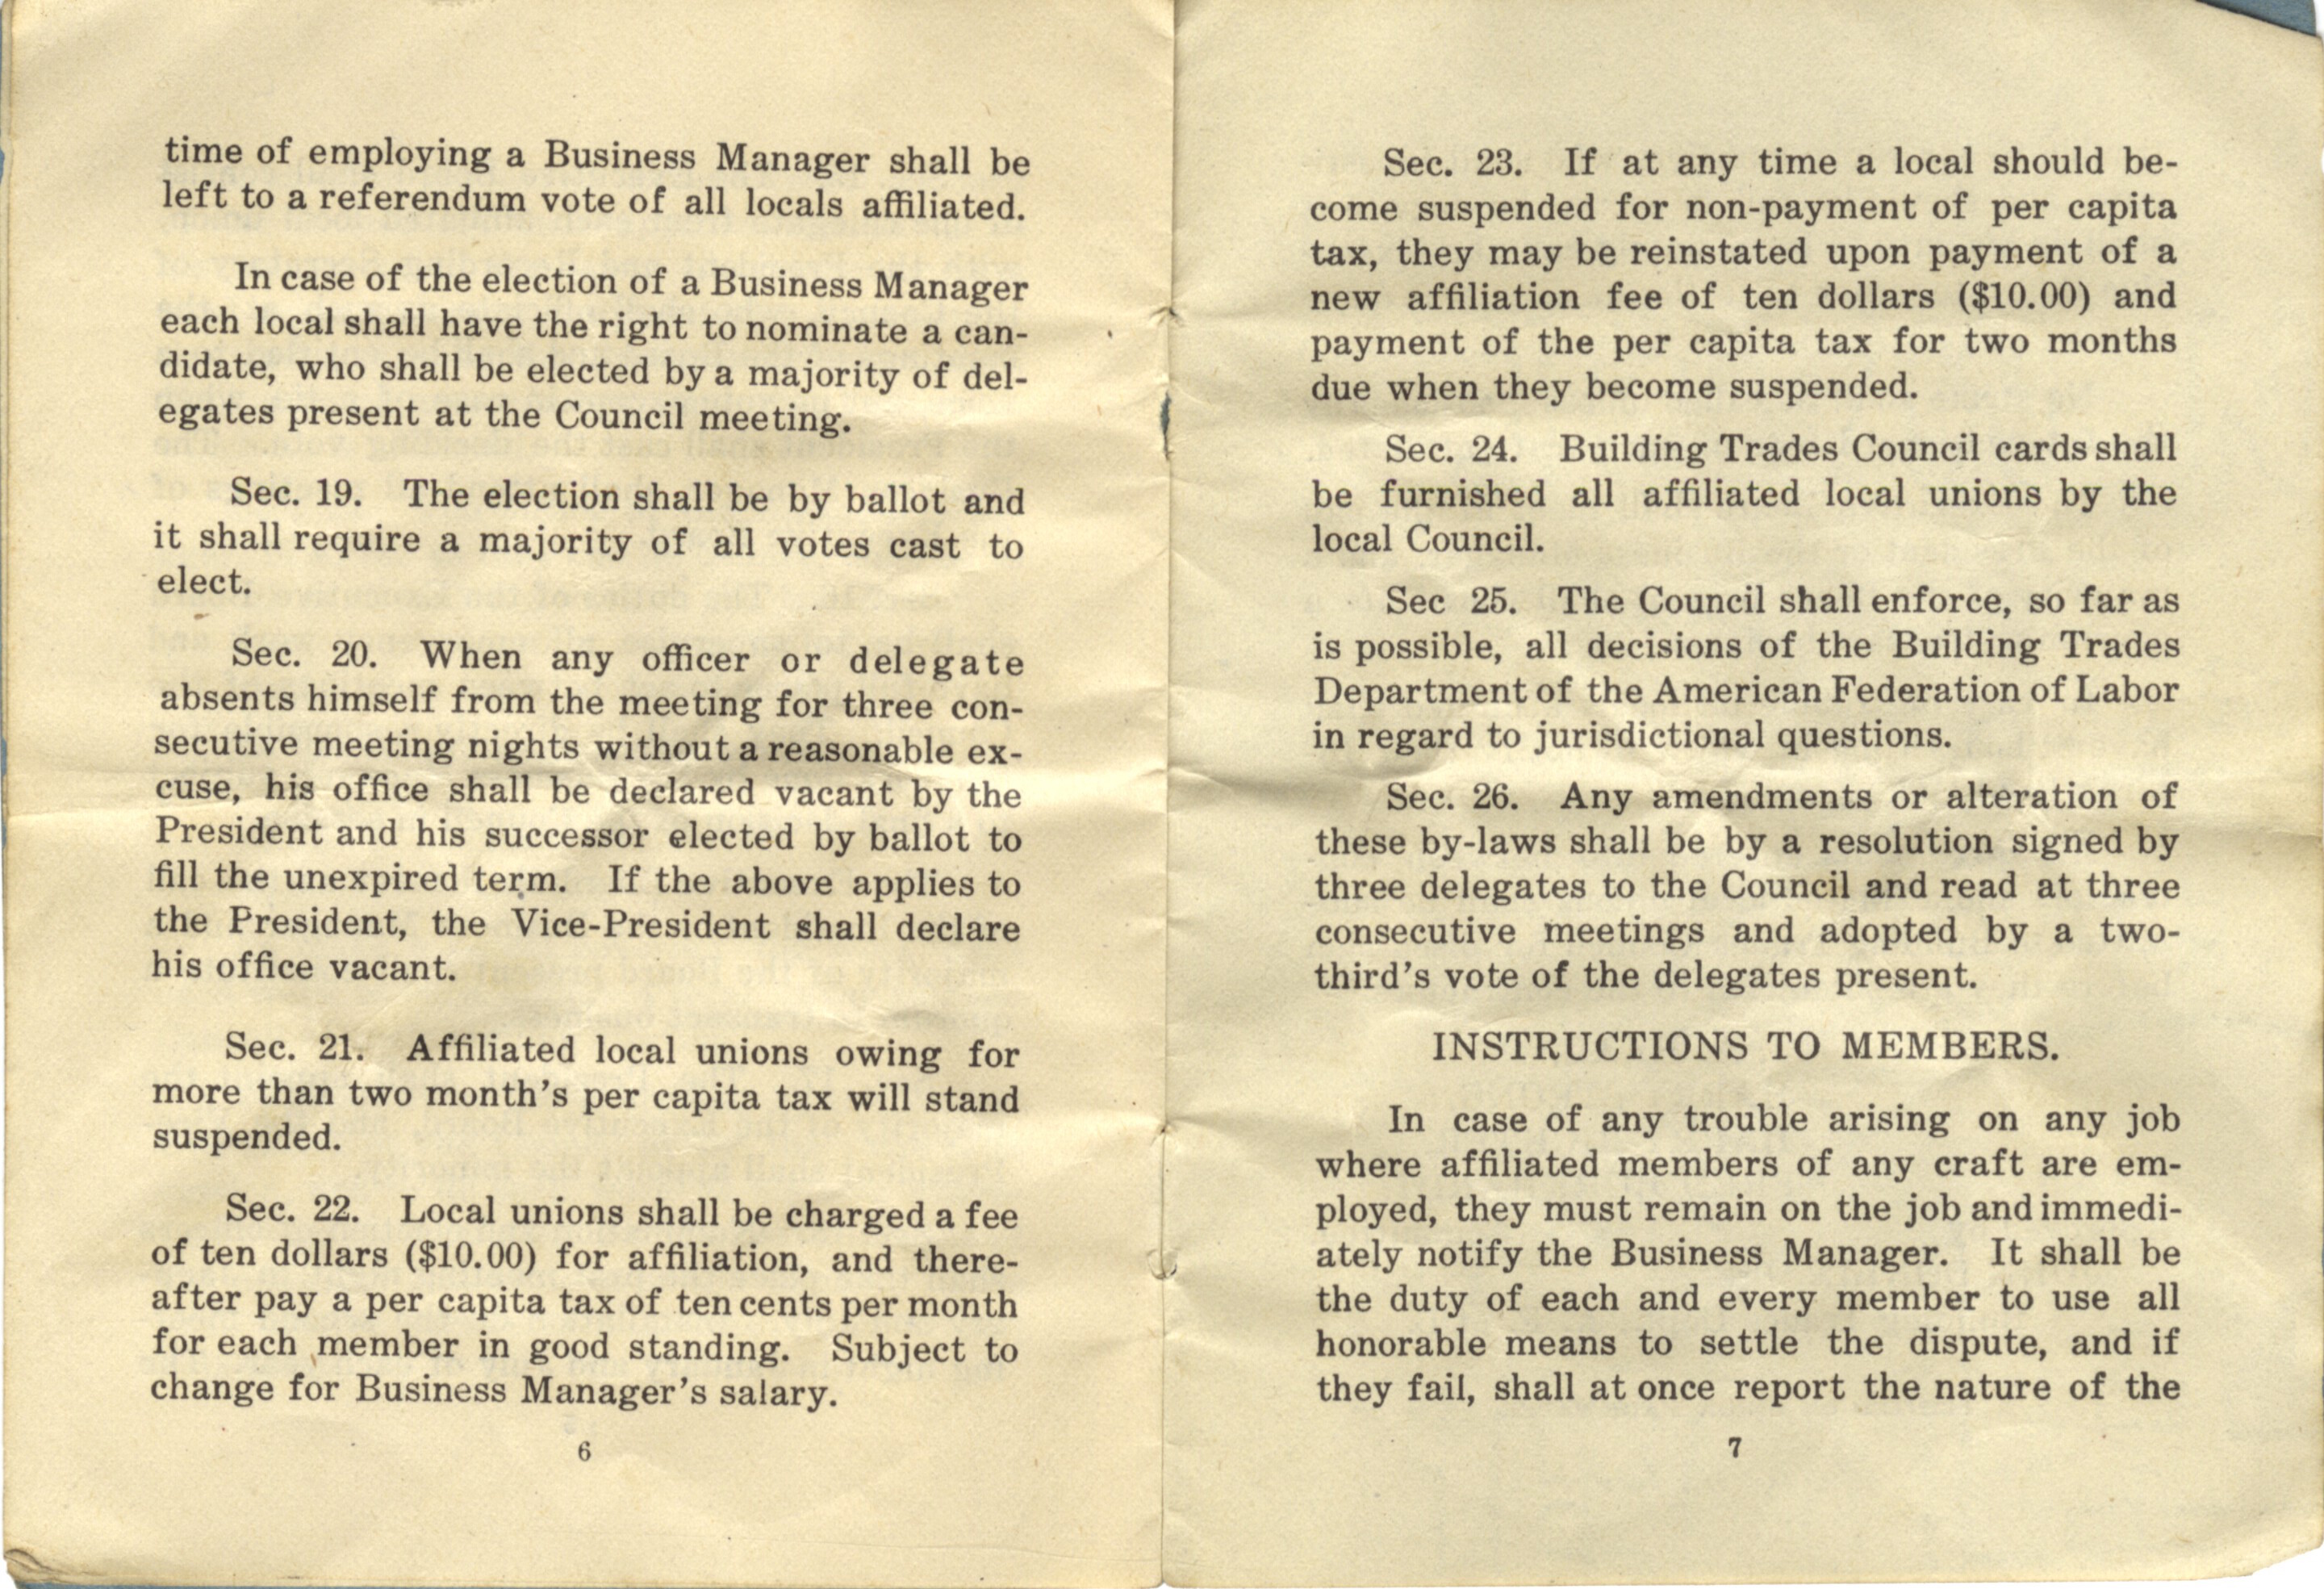 time of employing a Business Manager shall be
left to a referendum vote of all locals affiliated.
In case of the election of a Business Manager
each local shall have the right to nominate a can-
didate, who shall be elected by a majority of del-
egates present at the Council meeting.
Sec. 19. The election shall be by ballot and
it shall require a majority of all votes cast to
elect.
Sec. 20. When any officer or delegate
absents himself from the meeting for three con-
secutive meeting nights without a reasonable ex-
cuse, his office shall be declared vacant by the
President and his successor elected by ballot to
fill the unexpired term. If the above applies to
the President, the Vice-President shall declare
his office vacant.
Sec. 21. Affiliated local unions owing for
more than two month's per capita tax will stand
suspended.
Sec. 22. Local unions shall be charged a fee
of ten dollars ($10.00) for affiliation, and there-
after pay a per capita tax of ten cents per month
for each member in good standing. Subject to
change for Business Manager's salary.
6
Sec. 23. If at any time a local should be-
come suspended for non-payment of per capita
tax, they may be reinstated upon payment of a
new affiliation fee of ten dollars ($10.00) and
payment of the per capita tax for two months
due when they become suspended.
Sec. 24. Building Trades Council cards shall
be furnished all affiliated local unions by the
local Council.
Sec 25. The Council shall enforce, so far as
is possible, all decisions of the Building Trades
Department of the American Federation of Labor
in regard to jurisdictional questions.
Sec. 26. Any amendments or alteration of
these by-laws shall be by a resolution signed by
three delegates to the Council and read at three
consecutive meetings and adopted by a two-
third's vote of the delegates present.
INSTRUCTIONS TO MEMBERS.
In case of any trouble arising on any job
where affiliated members of any craft are em-
ployed, they must remain on the job and immedi-
ately notify the Business Manager. It shall be
the duty of each and every member to use all
honorable means to settle the dispute, and if
they fail, shall at once report the nature of the
7